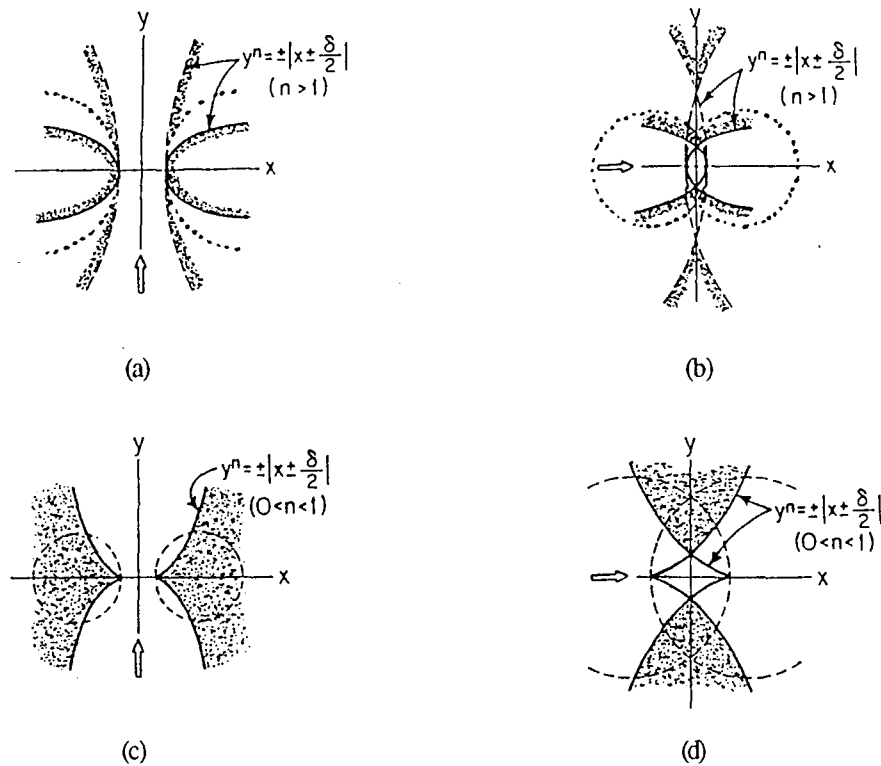 y
yⁿ = ±|x ± δ/2|
(n > 1)
x
(a)
y
yⁿ = ±|x ± δ/2|
(n > 1)
x
(b)
y
yⁿ = ±|x ± δ/2|
(0<n<1)
x
(c)
y
yⁿ = ±|x ± δ/2|
(0<n<1)
x
(d)